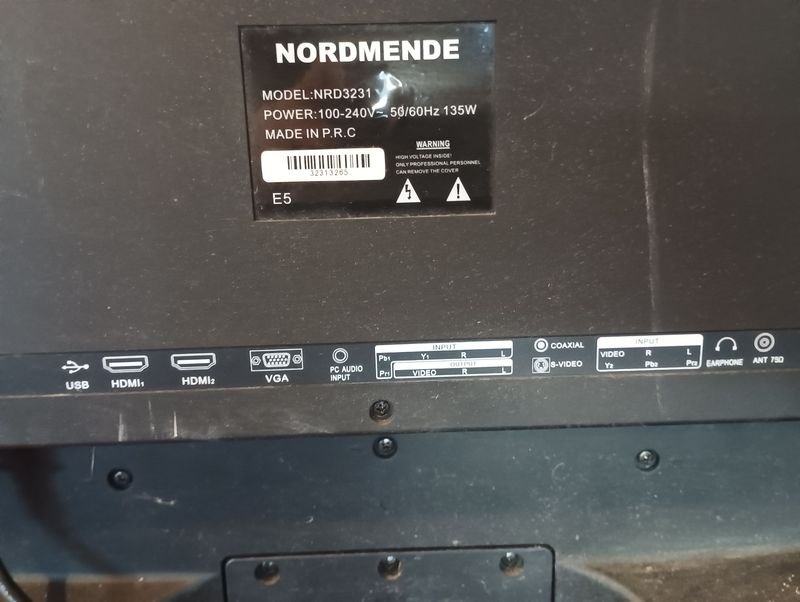 NORDMENDE
MODEL:NRD3231
POWER:100-240V~ 50/60Hz 135W
MADE IN P.R.C
WARNING
HIGH VOLTAGE INSIDE!
ONLY PROFESSIONAL PERSONNEL
CAN REMOVE THE COVER
32313265
E5
USB
HDMI₁
HDMI₂
VGA
PC AUDIO
INPUT
INPUT
Pb₁ Y₁ R L
OUTPUT
Pr₁ VIDEO R L
COAXIAL
S-VIDEO
INPUT
VIDEO R L
Y₂ Pb₂ Pr₂
EARPHONE
ANT 75Ω